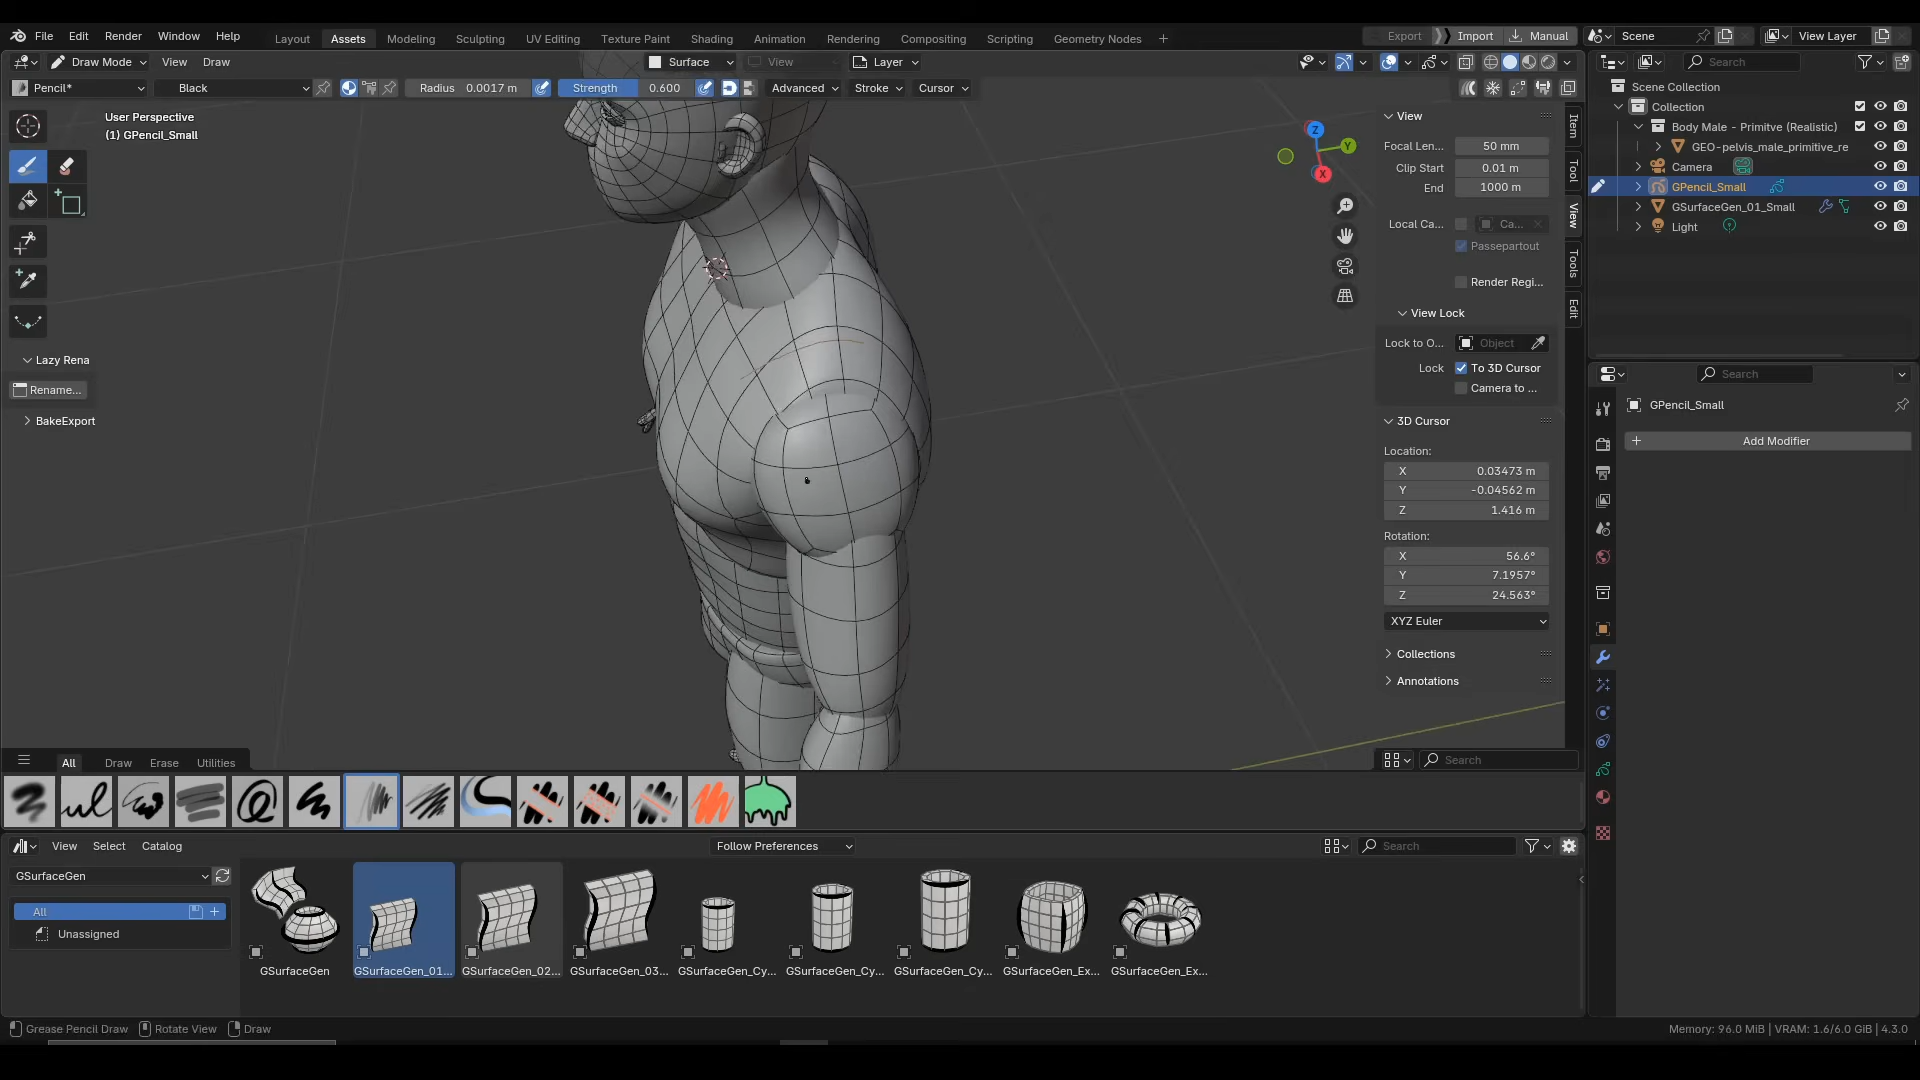 File Edit Render Window Help Layout Assets Modeling Sculpting UV Editing Texture Paint Shading Animation Rendering Compositing Scripting Geometry Nodes + Export Import Manual Scene View Layer
Draw Mode View Draw Surface View Layer Search
Pencil* Black Radius 0.0017 m Strength 0.600 Advanced Stroke Cursor
Scene Collection
Collection
Body Male - Primitve (Realistic)
GEO-pelvis_male_primitive_re
Camera
GPencil_Small
GSurfaceGen_01_Small
Light
User Perspective
(1) GPencil_Small
Z
Y
X
View
Focal Len... 50 mm
Clip Start 0.01 m
End 1000 m
Local Ca... Ca...
Passepartout
Render Regi...
View Lock
Lock to O... Object
Lock To 3D Cursor
Camera to ...
3D Cursor
Location:
X 0.03473 m
Y -0.04562 m
Z 1.416 m
Rotation:
X 56.6°
Y 7.1957°
Z 24.563°
XYZ Euler
Collections
Annotations
Item
Tool
View
Tools
Edit
Search
GPencil_Small
Add Modifier
Lazy Rena
Rename...
BakeExport
All Draw Erase Utilities Search
View Select Catalog Follow Preferences Search
GSurfaceGen
All
Unassigned
GSurfaceGen GSurfaceGen_01... GSurfaceGen_02... GSurfaceGen_03... GSurfaceGen_Cy... GSurfaceGen_Cy... GSurfaceGen_Cy... GSurfaceGen_Ex... GSurfaceGen_Ex...
Grease Pencil Draw Rotate View Draw Memory: 96.0 MiB | VRAM: 1.6/6.0 GiB | 4.3.0